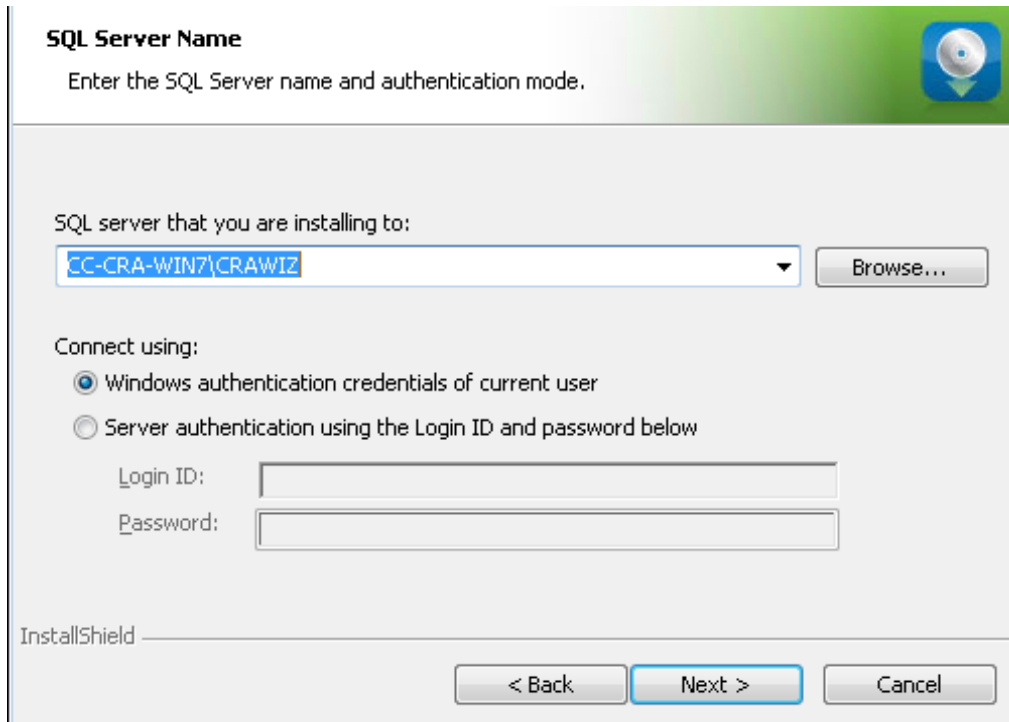 SQL Server Name
Enter the SQL Server name and authentication mode.
SQL server that you are installing to:
CC-CRA-WIN7\CRAWIZ
Browse...
Connect using:
Windows authentication credentials of current user
Server authentication using the Login ID and password below
Login ID:
Password:
InstallShield
< Back
Next >
Cancel